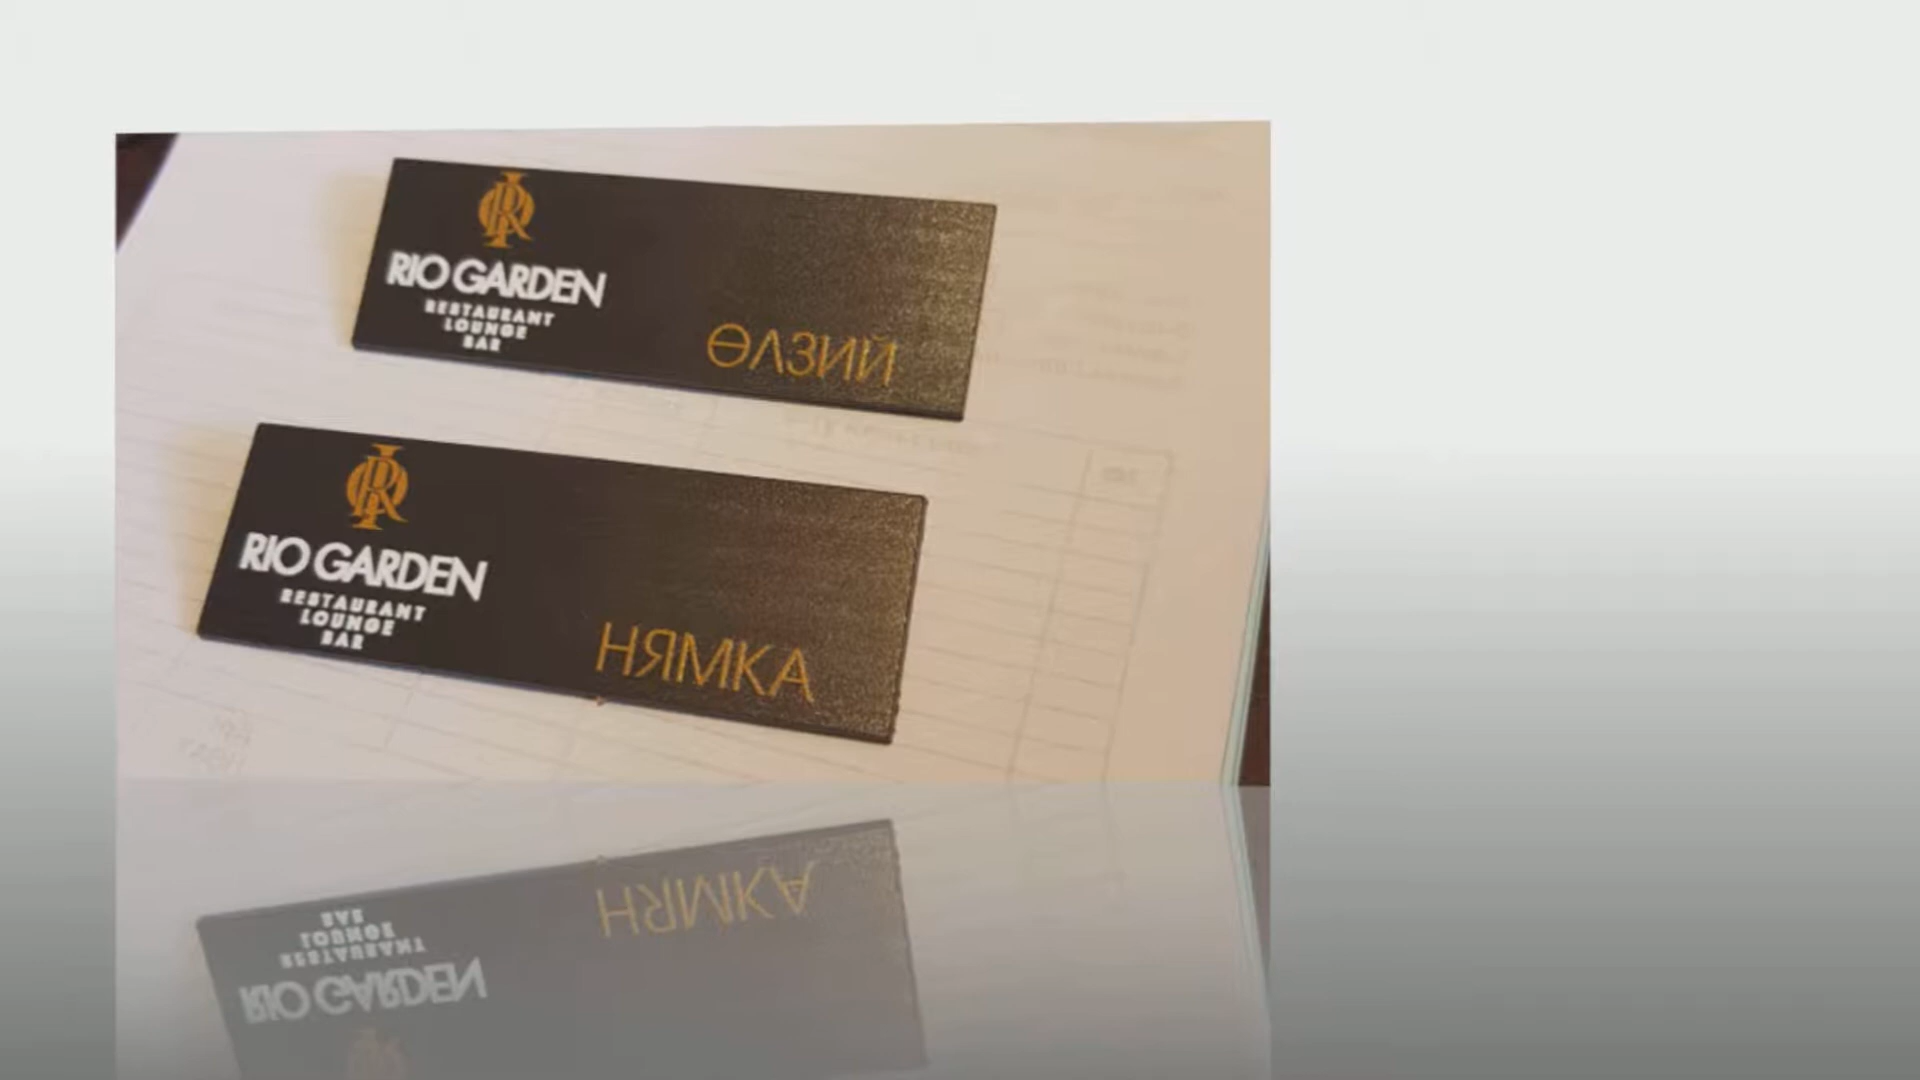 RIO GARDEN
RESTAURANT
LOUNGE
BAR
ӨЛЗИЙ
RIO GARDEN
RESTAURANT
LOUNGE
BAR
НЯМКА